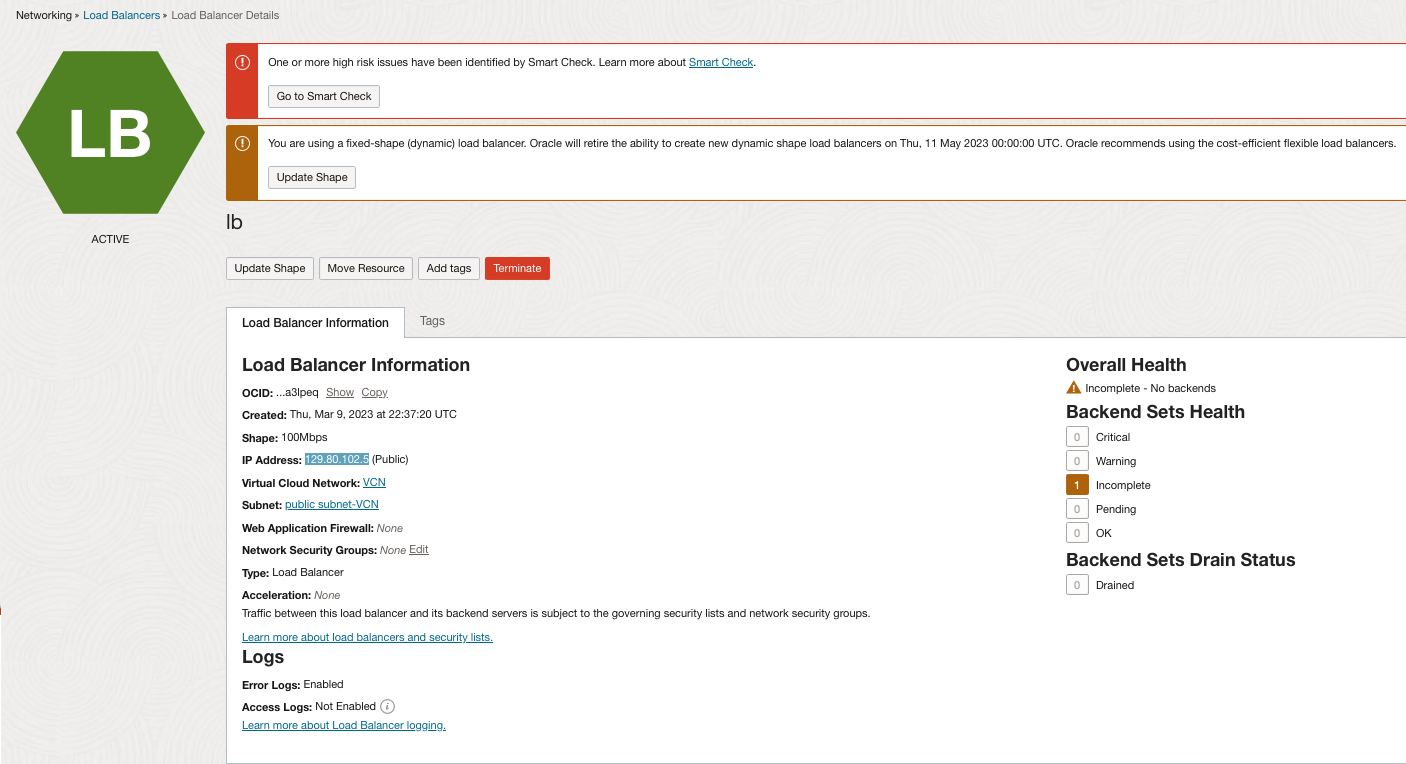 Networking » Load Balancers » Load Balancer Details
LB
ACTIVE
One or more high risk issues have been identified by Smart Check. Learn more about Smart Check.
Go to Smart Check
You are using a fixed-shape (dynamic) load balancer. Oracle will retire the ability to create new dynamic shape load balancers on Thu, 11 May 2023 00:00:00 UTC. Oracle recommends using the cost-efficient flexible load balancers.
Update Shape
lb
Update Shape Move Resource Add tags Terminate
Load Balancer Information Tags
Load Balancer Information
OCID: ...a3lpeq Show Copy
Created: Thu, Mar 9, 2023 at 22:37:20 UTC
Shape: 100Mbps
IP Address: 129.80.102.5 (Public)
Virtual Cloud Network: VCN
Subnet: public subnet-VCN
Web Application Firewall: None
Network Security Groups: None Edit
Type: Load Balancer
Acceleration: None
Traffic between this load balancer and its backend servers is subject to the governing security lists and network security groups.
Learn more about load balancers and security lists.
Logs
Error Logs: Enabled
Access Logs: Not Enabled i
Learn more about Load Balancer logging.
Overall Health
Incomplete - No backends
Backend Sets Health
0 Critical
0 Warning
1 Incomplete
0 Pending
0 OK
Backend Sets Drain Status
0 Drained